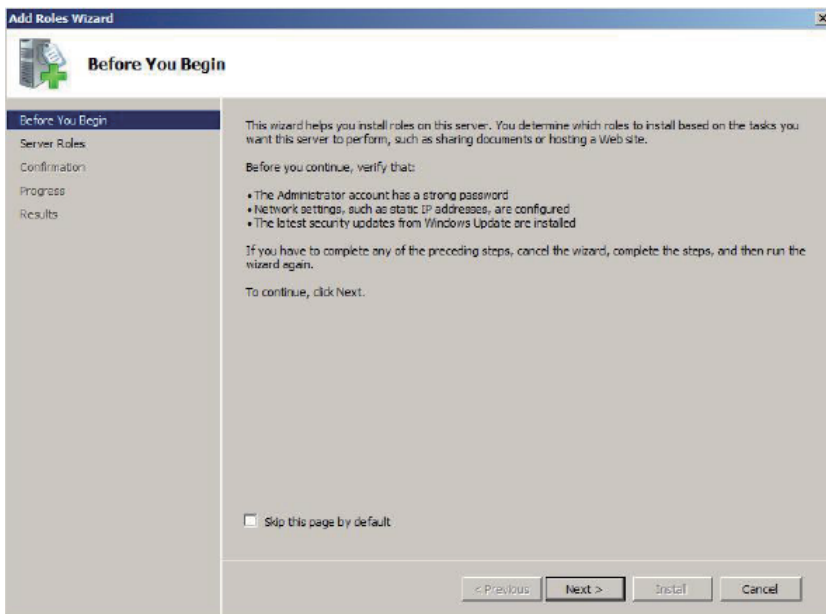 Add Roles Wizard
Before You Begin
Before You Begin
Server Roles
Confirmation
Progress
Results
This wizard helps you install roles on this server. You determine which roles to install based on the tasks you
want this server to perform, such as sharing documents or hosting a Web site.
Before you continue, verify that:
• The Administrator account has a strong password
• Network settings, such as static IP addresses, are configured
• The latest security updates from Windows Update are installed
If you have to complete any of the preceding steps, cancel the wizard, complete the steps, and then run the
wizard again.
To continue, click Next.
Skip this page by default
< Previous
Next >
Install
Cancel